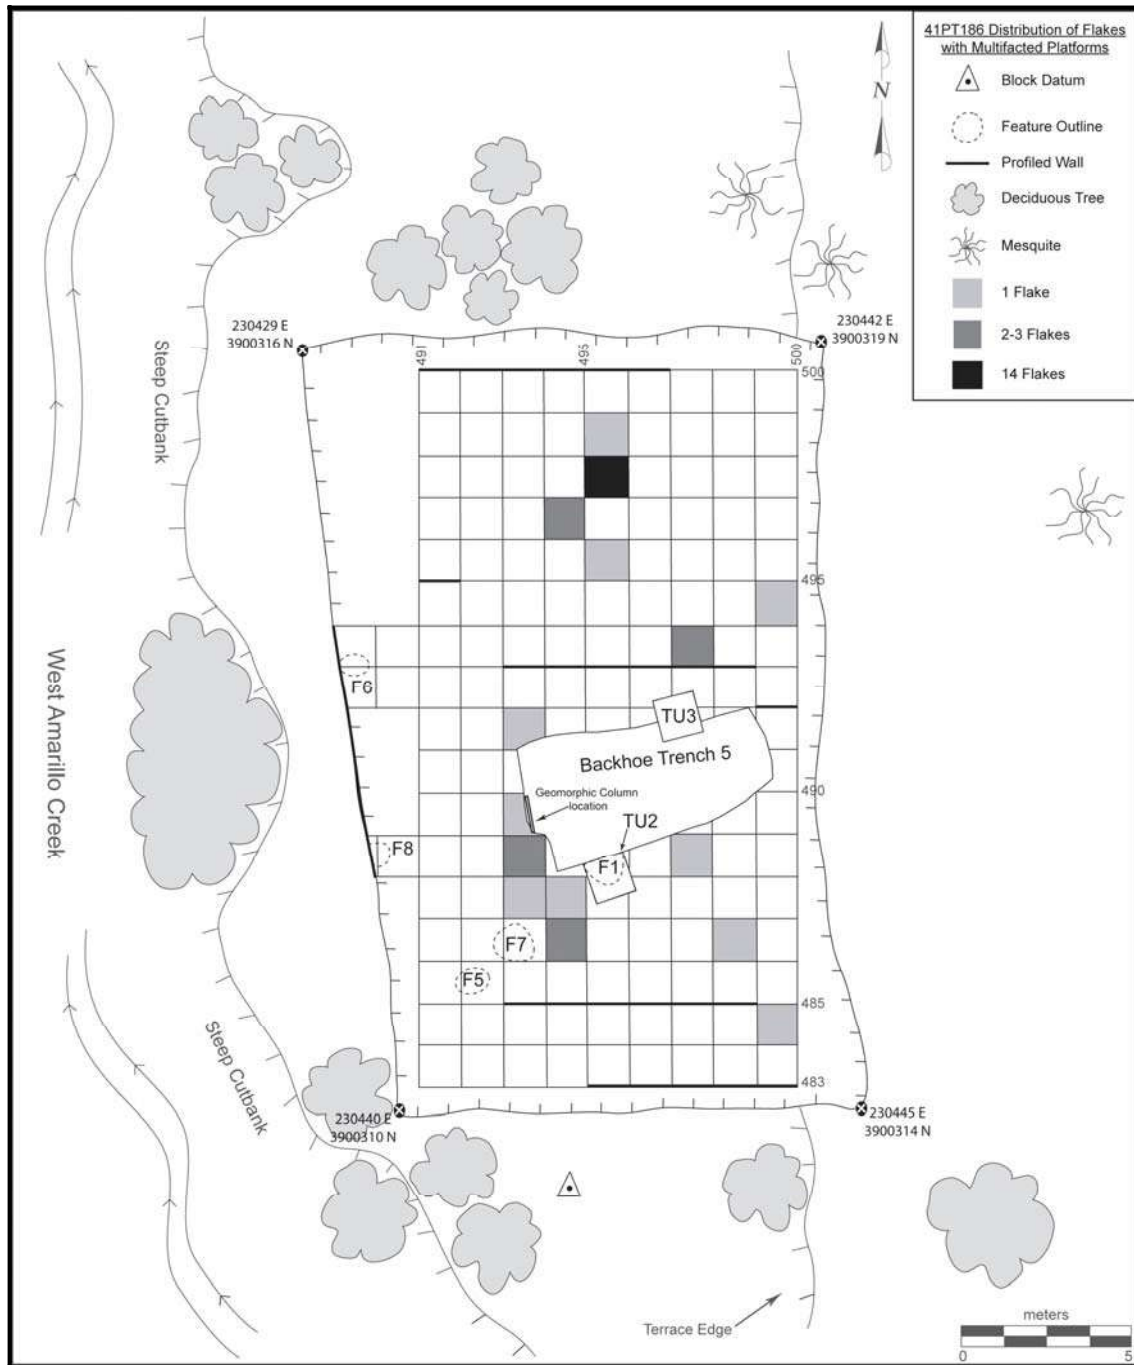 41PT186 Distribution of Flakes
with Multifacted Platforms
Block Datum
Feature Outline
Profiled Wall
Deciduous Tree
Mesquite
1 Flake
2-3 Flakes
14 Flakes
N
230429 E
3900316 N
230442 E
3900319 N
491
495
500
500
Steep Cutbank
495
West Amarillo Creek
F6
TU3
Backhoe Trench 5
490
Geomorphic Column
location
TU2
F8
F1
F7
F5
485
Steep Cutbank
483
230440 E
3900310 N
230445 E
3900314 N
Terrace Edge
meters
0
5